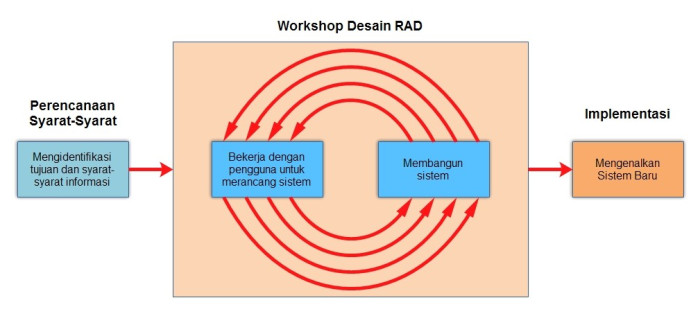 Workshop Desain RAD
Perencanaan
Syarat-Syarat
Mengidentifikasi
tujuan dan syarat-
syarat informasi
Bekerja dengan
pengguna untuk
merancang sistem
Membangun
sistem
Implementasi
Mengenalkan
Sistem Baru